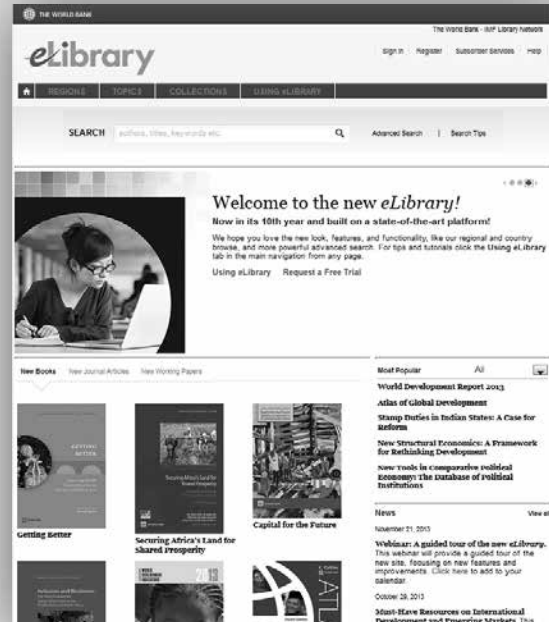 THE WORLD BANK
The World Bank - IMF Library Network
eLibrary
Sign In Register Subscriber Services Help
REGIONS TOPICS COLLECTIONS USING eLIBRARY
SEARCH authors, titles, keywords etc. Advanced Search | Search Tips
Welcome to the new eLibrary!
Now in its 10th year and built on a state-of-the-art platform!
We hope you love the new look, features, and functionality, like our regional and country
browse, and more powerful advanced search. For tips and tutorials click the Using eLibrary
tab in the main navigation from any page.
Using eLibrary Request a Free Trial
New Books New Journal Articles New Working Papers
GETTING
BETTER
Securing Africa's Land for
Shared Prosperity
Getting Better
Securing Africa's Land for
Shared Prosperity
Capital for the Future
2013
ATL
Most Popular All
World Development Report 2013
Atlas of Global Development
Stamp Duties in Indian States: A Case for
Reform
New Structural Economics: A Framework
for Rethinking Development
New Tools in Comparative Political
Economy: The Database of Political
Institutions
News View all
November 21, 2013
Webinar: A guided tour of the new eLibrary.
This webinar will provide a guided tour of the
new site, focusing on new features and
improvements. Click here to add to your
calendar.
October 29, 2013
Must-Have Resources on International
Development and Emerging Markets. This